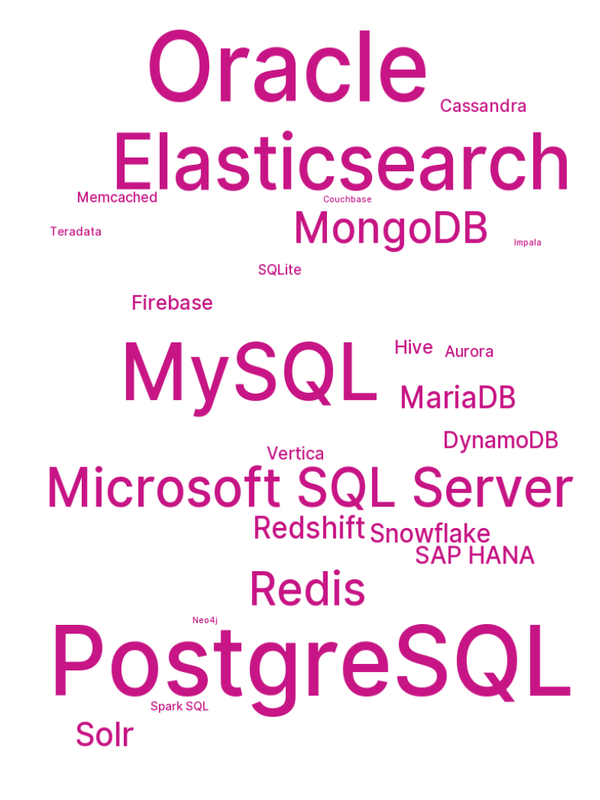 Oracle
Cassandra
Elasticsearch
Memcached
Couchbase
MongoDB
Teradata
Impala
SQLite
Firebase
MySQL
Hive
Aurora
MariaDB
DynamoDB
Vertica
Microsoft SQL Server
Redshift
Snowflake
SAP HANA
Redis
Neo4j
PostgreSQL
Spark SQL
Solr